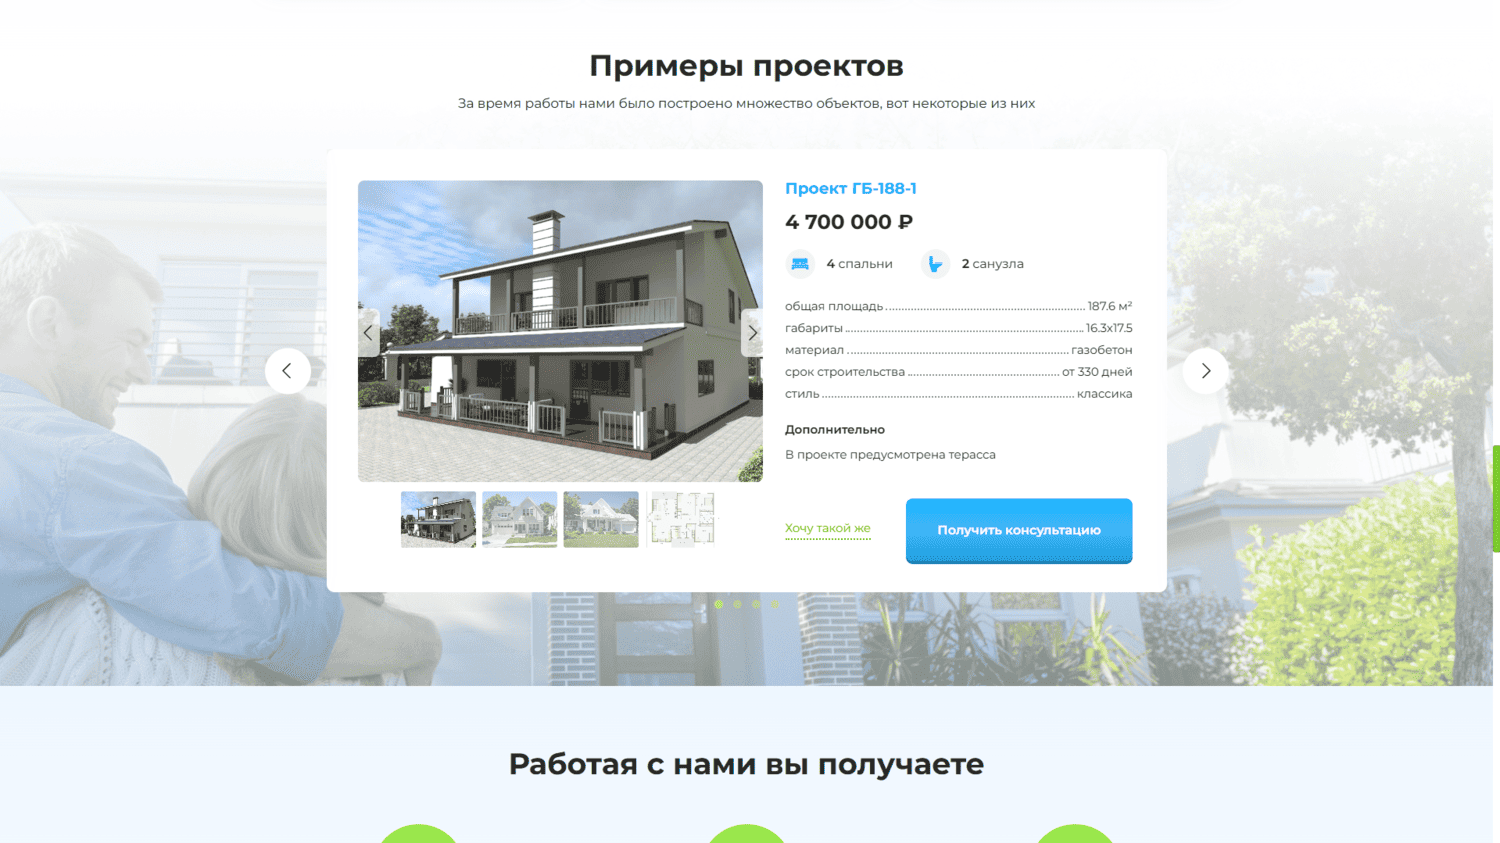 Примеры проектов
За время работы нами было построено множество объектов, вот некоторые из них
Проект ГБ-188-1
4 700 000 ₽
4 спальни 2 санузла
общая площадь 187.6 м²
габариты 16.3x17.5
материал газобетон
срок строительства от 330 дней
стиль классика
Дополнительно
В проекте предусмотрена терасса
Хочу такой же
Получить консультацию
Работая с нами вы получаете